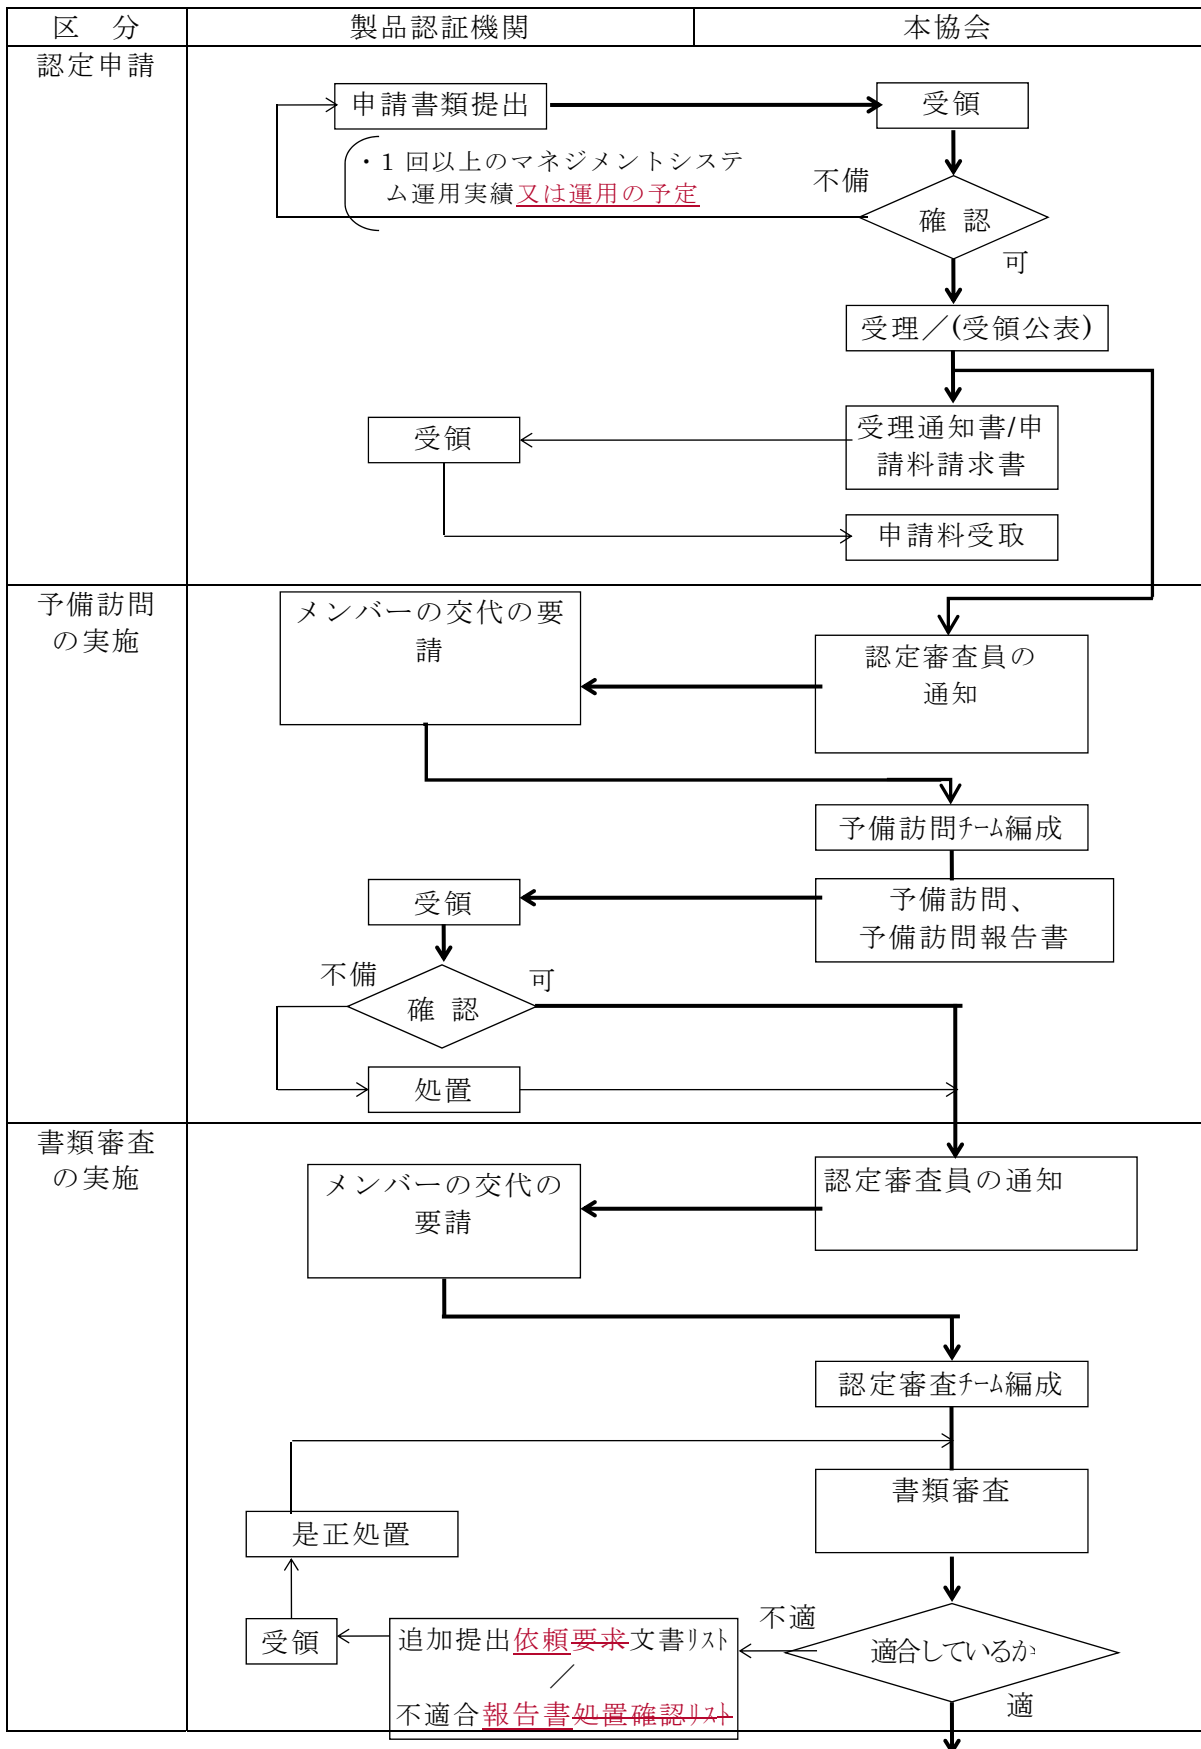 区　分
製品認証機関
本協会
認定申請
申請書類提出
受領
・1 回以上のマネジメントシステ
ム運用実績又は運用の予定
不備
確 認
可
受理／(受領公表)
受理通知書/申
請料請求書
受領
申請料受取
予備訪問
の実施
メンバーの交代の要
請
認定審査員の
通知
予備訪問ﾁｰﾑ編成
受領
予備訪問、
予備訪問報告書
不備
可
確 認
処置
書類審査
の実施
メンバーの交代の
要請
認定審査員の通知
認定審査ﾁｰﾑ編成
書類審査
是正処置
受領
追加提出依頼要求文書ﾘｽﾄ
／
不適合報告書処置確認ﾘｽﾄ
不適
適合しているか
適